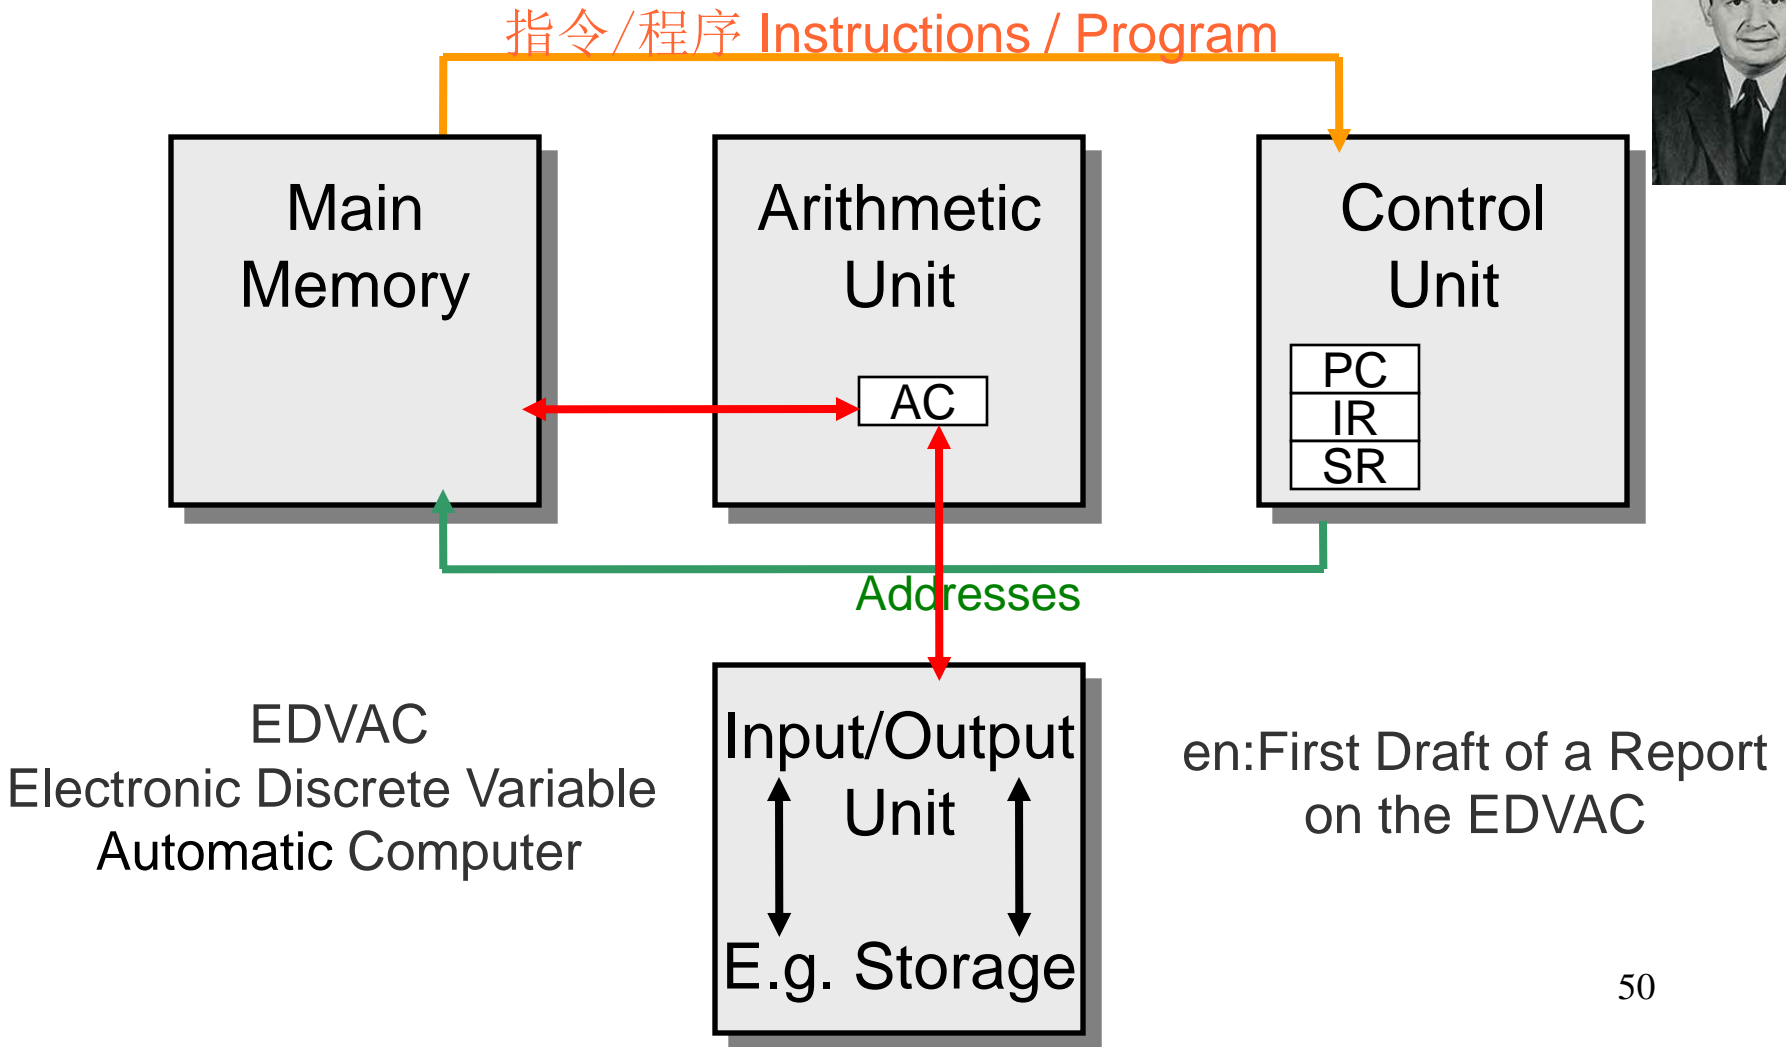 指令/程序 Instructions / Program
Main
Memory
Arithmetic
Unit
AC
Control
Unit
PC
IR
SR
Addresses
EDVAC
Electronic Discrete Variable
Automatic Computer
Input/Output
Unit
E.g. Storage
en:First Draft of a Report
on the EDVAC
50